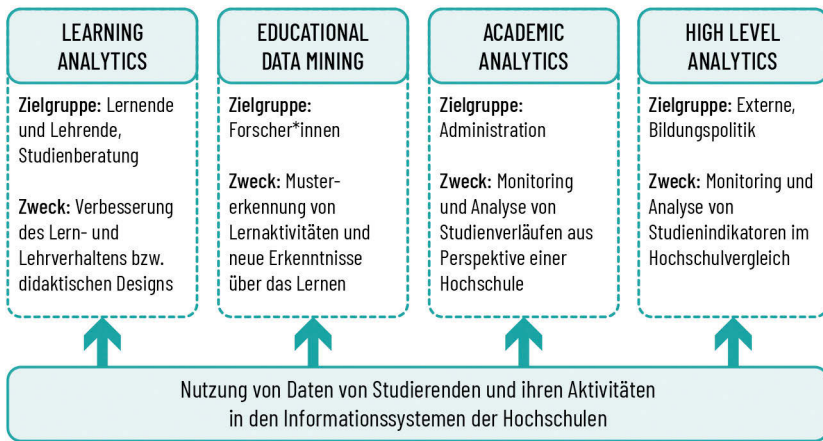 LEARNING
ANALYTICS
Zielgruppe: Lernende
und Lehrende,
Studienberatung
Zweck: Verbesserung
des Lern- und
Lehrverhaltens bzw.
didaktischen Designs
EDUCATIONAL
DATA MINING
Zielgruppe:
Forscher*innen
Zweck: Muster-
erkennung von
Lernaktivitäten und
neue Erkenntnisse
über das Lernen
ACADEMIC
ANALYTICS
Zielgruppe:
Administration
Zweck: Monitoring
und Analyse von
Studienverläufen aus
Perspektive einer
Hochschule
HIGH LEVEL
ANALYTICS
Zielgruppe: Externe,
Bildungspolitik
Zweck: Monitoring und
Analyse von
Studienindikatoren im
Hochschulvergleich
Nutzung von Daten von Studierenden und ihren Aktivitäten
in den Informationssystemen der Hochschulen